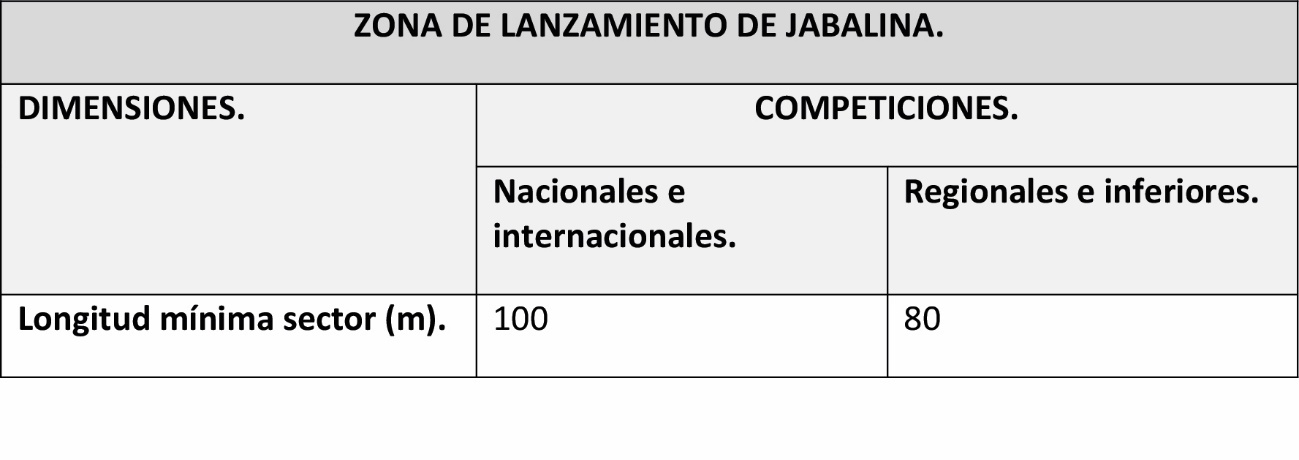 ZONA DE LANZAMIENTO DE JABALINA.
DIMENSIONES.
COMPETICIONES.
Nacionales e
internacionales.
Regionales e inferiores.
Longitud mínima sector (m).
100
80